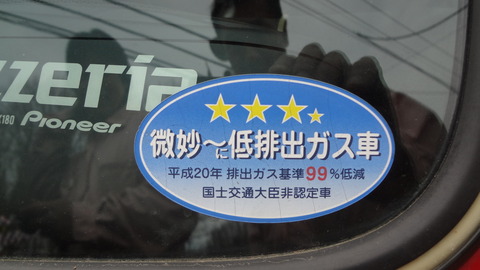 zzeria
X180 Pioneer
微妙〜に低排出ガス車
平成20年 排出ガス基準99%低減
国土交通大臣非認定車